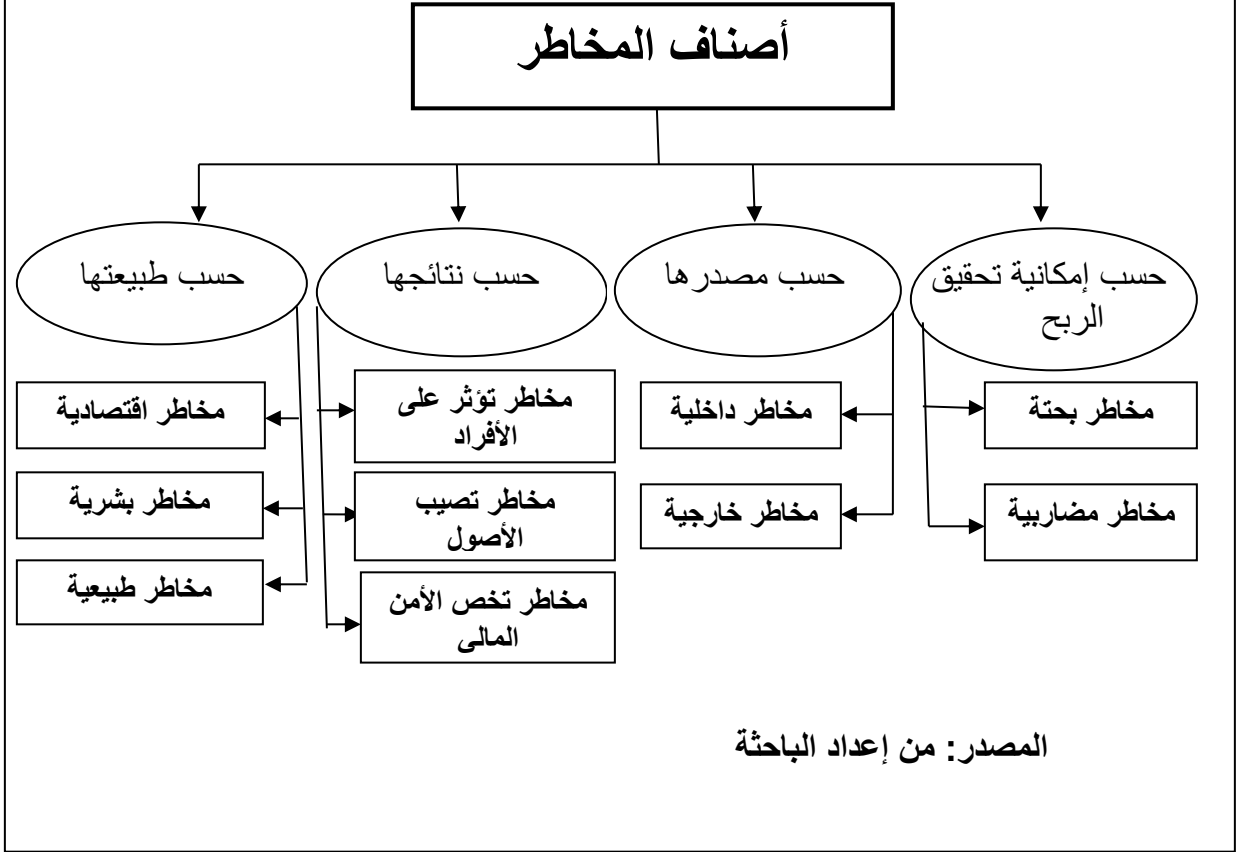 أصناف المخاطر
حسب إمكانية تحقيق
الربح
حسب مصدرها
حسب نتائجها
حسب طبيعتها
مخاطر بحتة
مخاطر مضاربية
مخاطر داخلية
مخاطر خارجية
مخاطر تؤثر على
الأفراد
مخاطر تصيب
الأصول
مخاطر تخص الأمن
المالى
مخاطر اقتصادية
مخاطر بشرية
مخاطر طبيعية
المصدر: من إعداد الباحثة